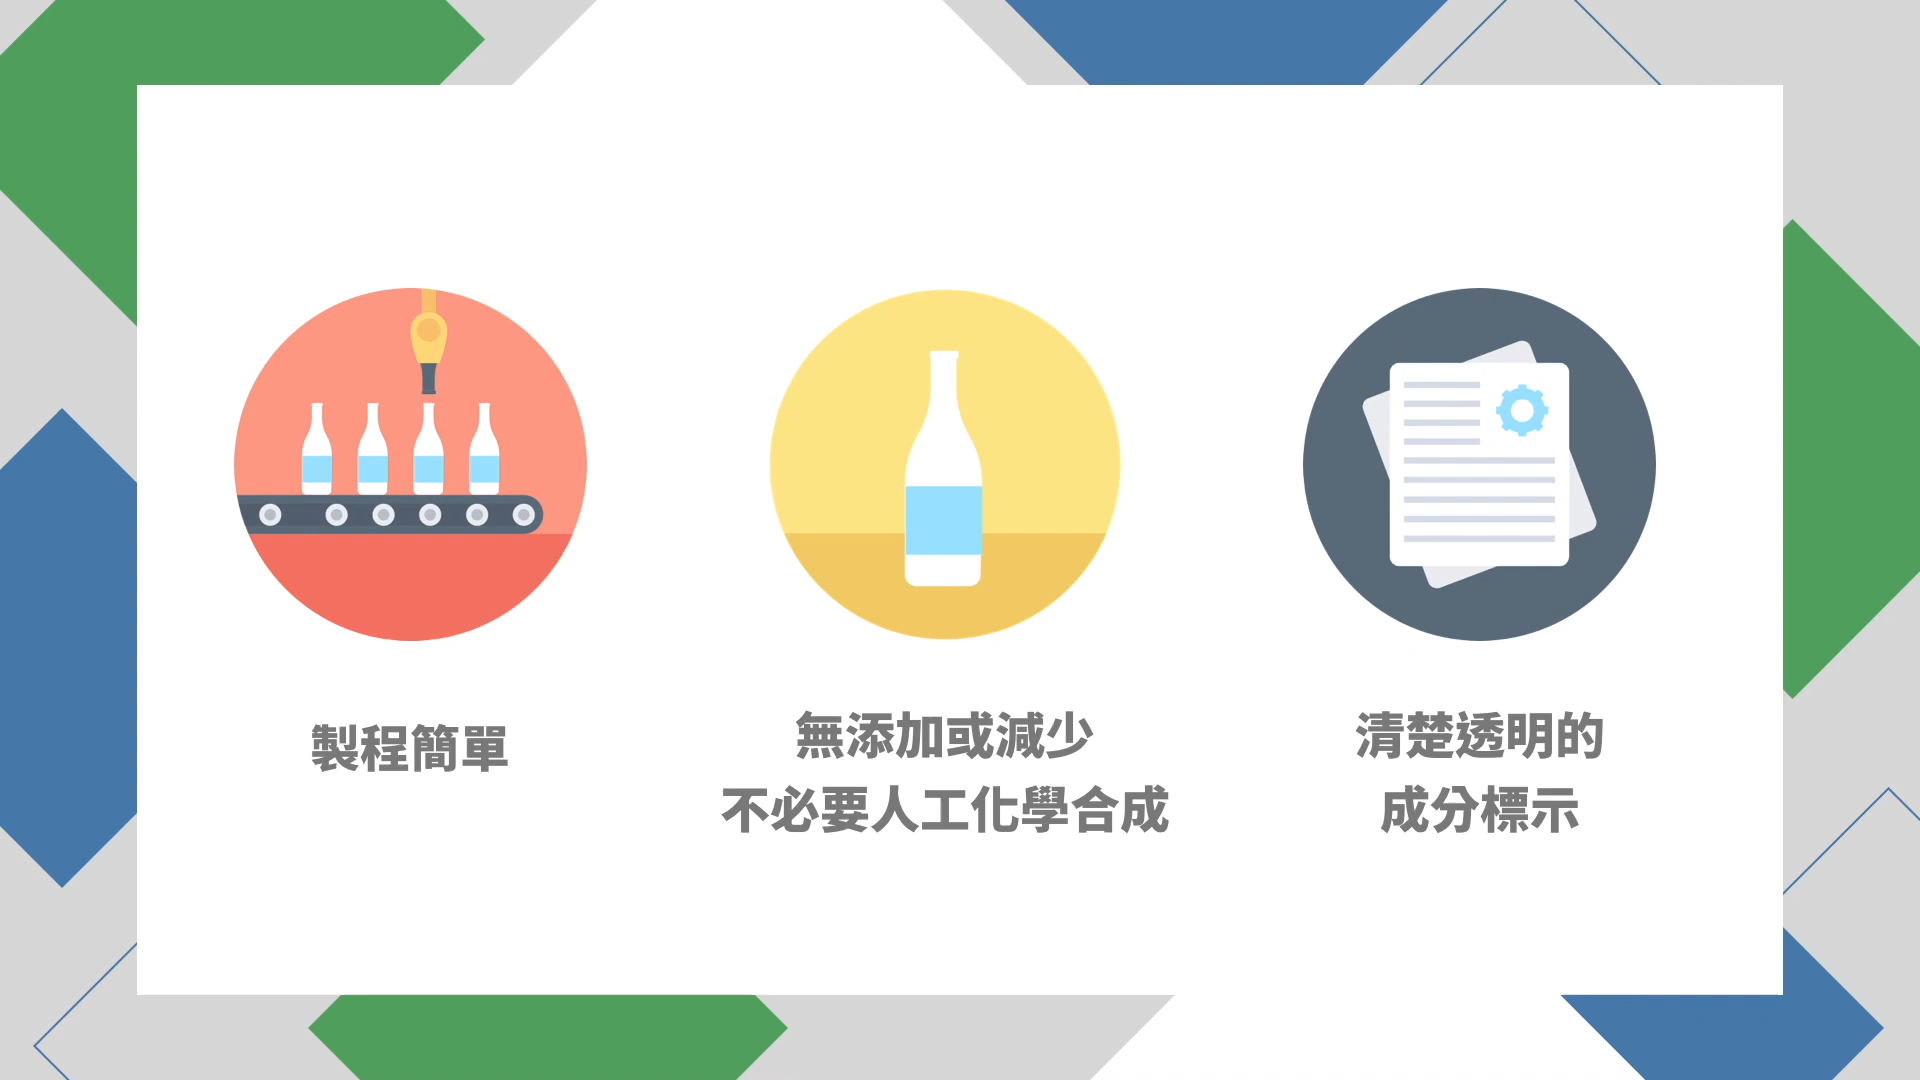 製程簡單
無添加或減少
不必要人工化學合成
清楚透明的
成分標示